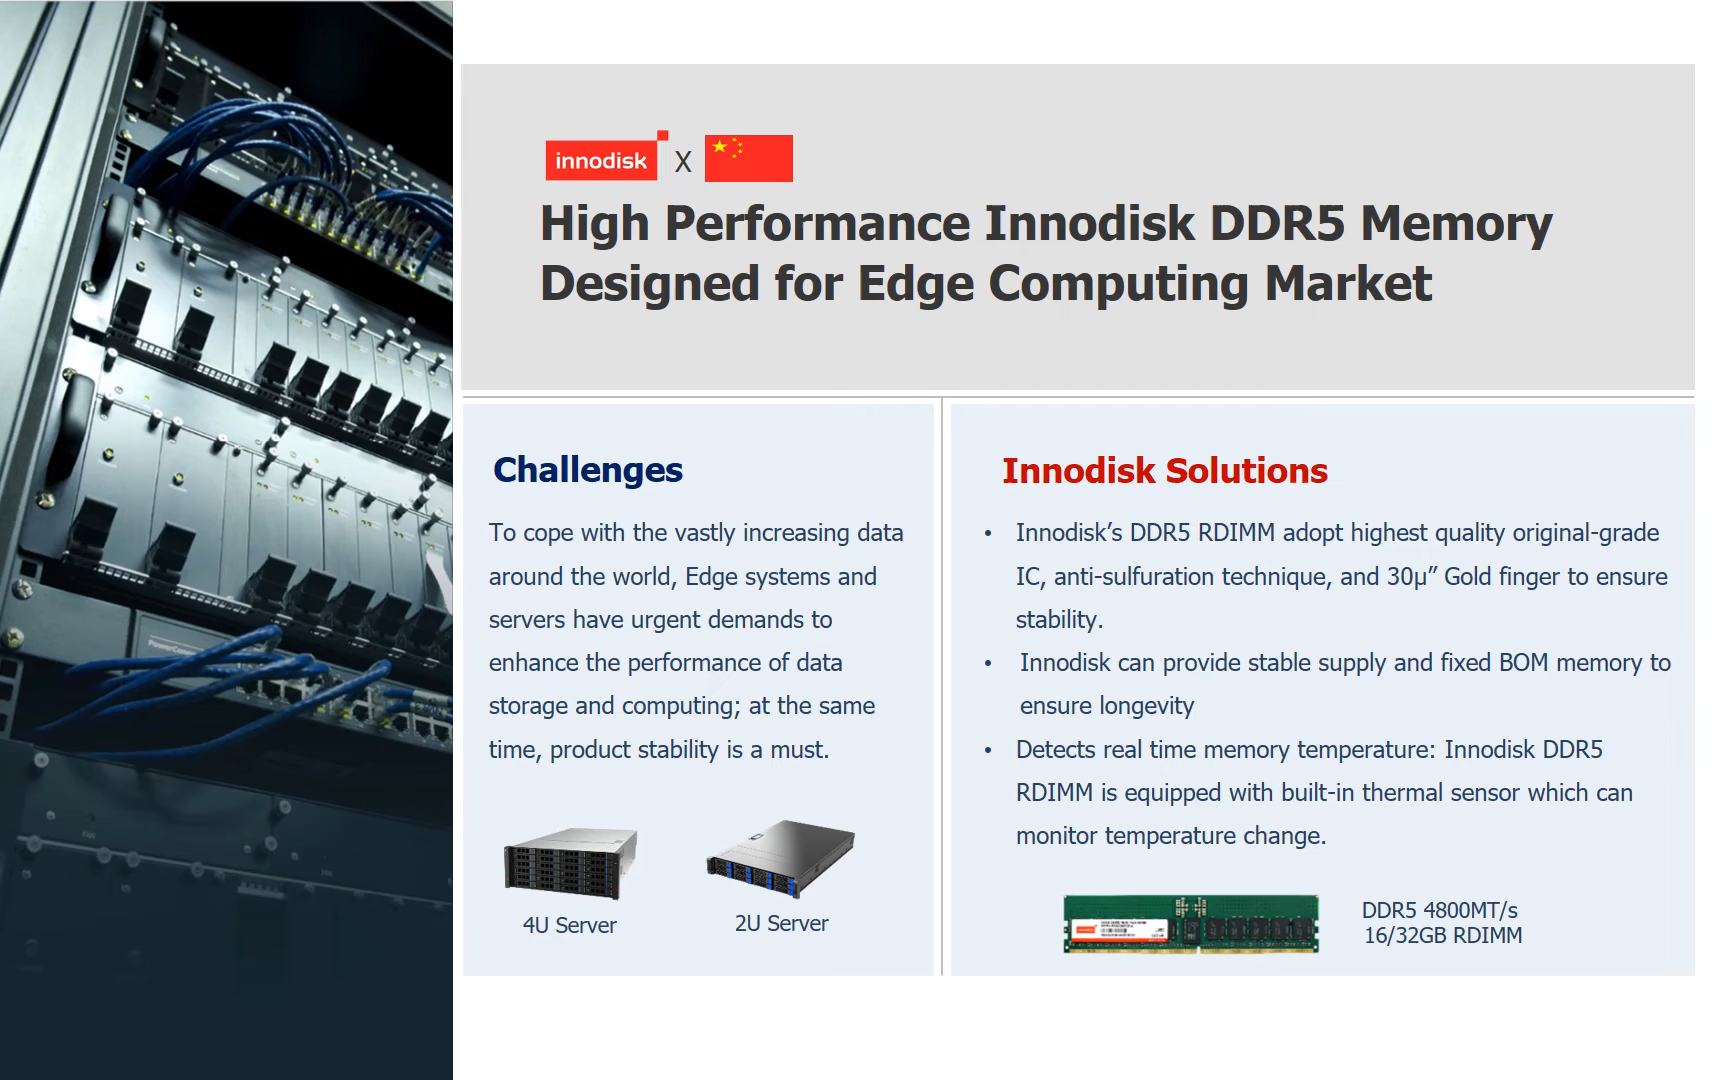 innodisk X
High Performance Innodisk DDR5 Memory
Designed for Edge Computing Market
Challenges
To cope with the vastly increasing data
around the world, Edge systems and
servers have urgent demands to
enhance the performance of data
storage and computing; at the same
time, product stability is a must.
4U Server
2U Server
Innodisk Solutions
• Innodisk’s DDR5 RDIMM adopt highest quality original-grade
IC, anti-sulfuration technique, and 30µ” Gold finger to ensure
stability.
• Innodisk can provide stable supply and fixed BOM memory to
ensure longevity
• Detects real time memory temperature: Innodisk DDR5
RDIMM is equipped with built-in thermal sensor which can
monitor temperature change.
innodisk
DDR5 4800MT/s
16/32GB RDIMM